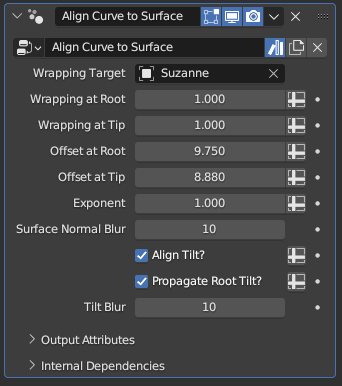 Align Curve to Surface
Align Curve to Surface
Wrapping Target Suzanne
Wrapping at Root 1.000
Wrapping at Tip 1.000
Offset at Root 9.750
Offset at Tip 8.880
Exponent 1.000
Surface Normal Blur 10
Align Tilt?
Propagate Root Tilt?
Tilt Blur 10
Output Attributes
Internal Dependencies